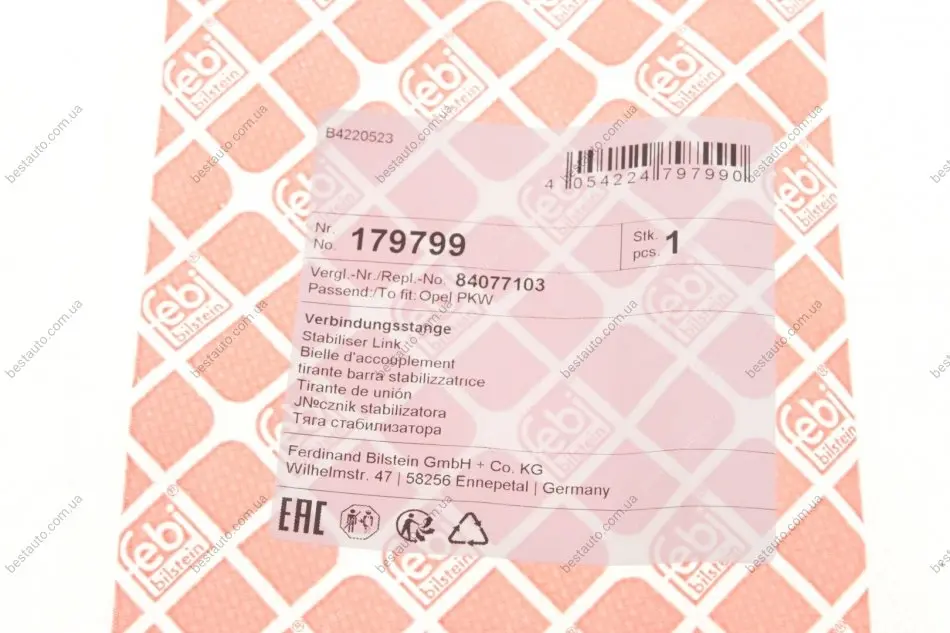 febi bilstein
B4220523
4 054224 797990
Nr.
No. 179799
Stk.
pcs. 1
Vergl.-Nr./Repl.-No. 84077103
Passend:/To fit: Opel PKW
Verbindungsstange
Stabiliser Link
Bielle d'accouplement
tirante barra stabilizzatrice
Tirante de unión
J№cznik stabilizatora
Тяга стабилизатора
Ferdinand Bilstein GmbH + Co. KG
Wilhelmstr. 47 | 58256 Ennepetal | Germany
EAC
bestauto.com.ua